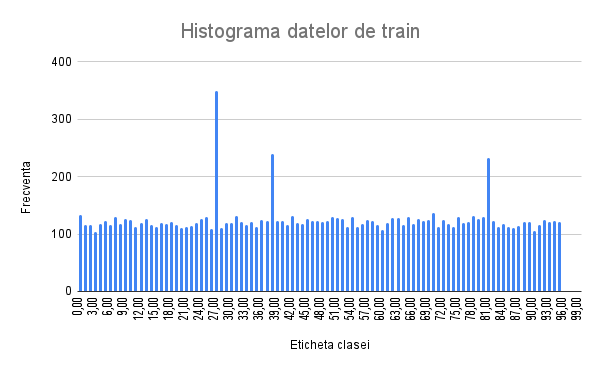 Histograma datelor de train
Frecventa
400
300
200
100
0
0,00 3,00 6,00 9,00 12,00 15,00 18,00 21,00 24,00 27,00 30,00 33,00 36,00 39,00 42,00 45,00 48,00 51,00 54,00 57,00 60,00 63,00 66,00 69,00 72,00 75,00 78,00 81,00 84,00 87,00 90,00 93,00 96,00 99,00
Eticheta clasei